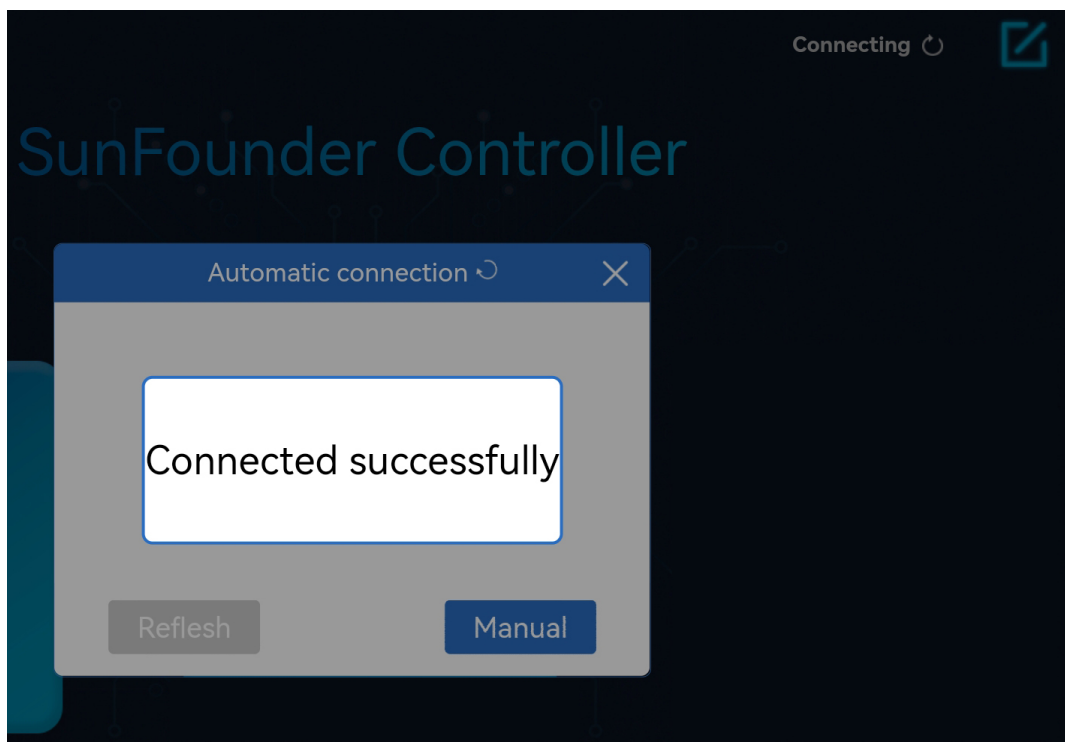 Connecting
SunFounder Controller
Automatic connection
Connected successfully
Reflesh
Manual